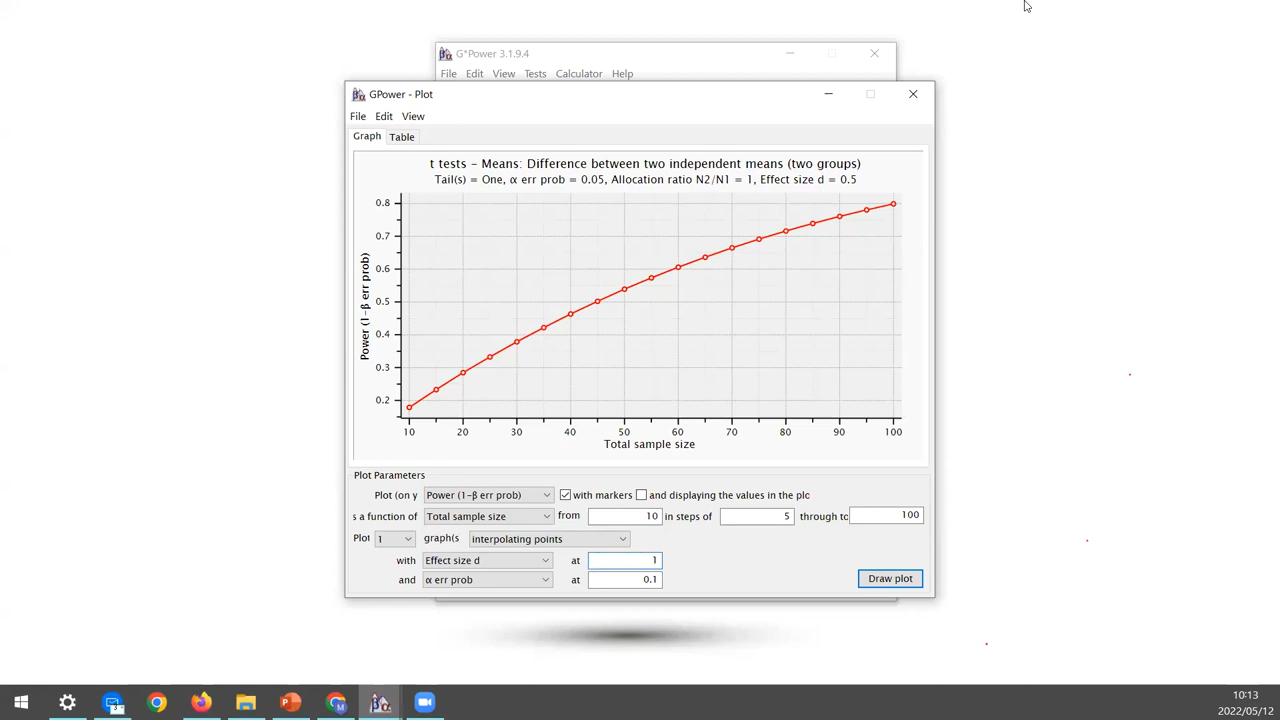 G*Power 3.1.9.4
File Edit View Tests Calculator Help
GPower - Plot
File Edit View
Graph Table
t tests - Means: Difference between two independent means (two groups)
Tail(s) = One, α err prob = 0.05, Allocation ratio N2/N1 = 1, Effect size d = 0.5
Power (1-β err prob)
0.8
0.7
0.6
0.5
0.4
0.3
0.2
10 20 30 40 50 60 70 80 90 100
Total sample size
Plot Parameters
Plot (on y Power (1-β err prob) with markers and displaying the values in the plo
s a function of Total sample size from 10 in steps of 5 through to 100
Plot 1 graph(s interpolating points
with Effect size d at 1
and α err prob at 0.1 Draw plot
3
10:13
2022/05/12